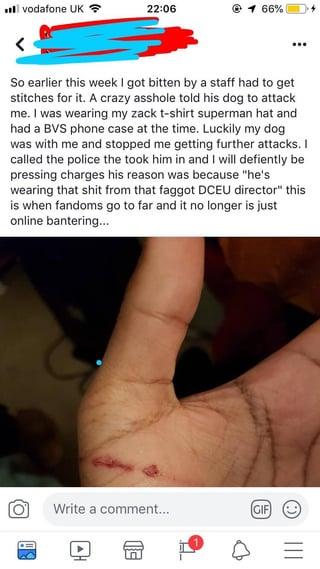 vodafone UK 22:06 66%
So earlier this week I got bitten by a staff had to get
stitches for it. A crazy asshole told his dog to attack
me. I was wearing my zack t-shirt superman hat and
had a BVS phone case at the time. Luckily my dog
was with me and stopped me getting further attacks. I
called the police the took him in and I will defiently be
pressing charges his reason was because "he's
wearing that shit from that faggot DCEU director" this
is when fandoms go to far and it no longer is just
online bantering...
Write a comment...
GIF
1